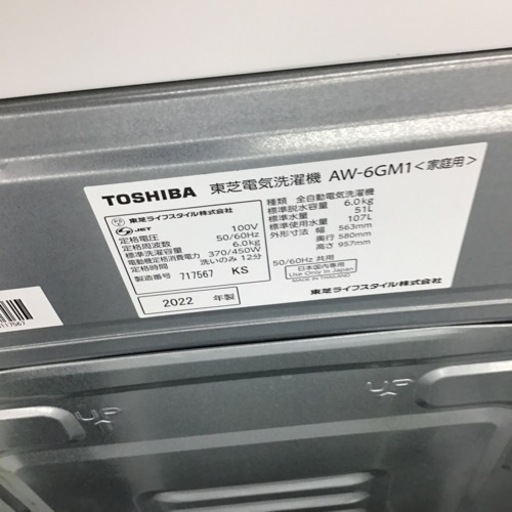 TOSHIBA 東芝電気洗濯機 AW-6GM1<家庭用>
JET 東芝ライフスタイル株式会社
定格電圧 100V
定格周波数 50/60Hz
標準洗濯容量 6.0kg
電動機定格消費電力 370/450W
定格時間 洗いのみ 12分
製造番号 717567 KS
2022 年製
種類 全自動電気洗濯機
標準脱水容量 6.0kg
標準水量 51L
標準使用水量 107L
外形寸法 幅 563mm
奥行 580mm
高さ 957mm
50/60Hz 共用
日本国内専用
Use Only in Japan
MADE IN THAILAND
東芝ライフスタイル株式会社
UP
UP